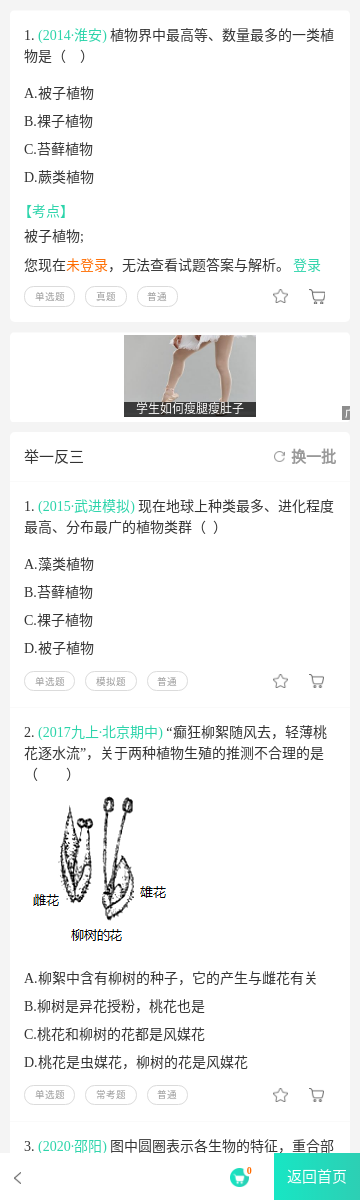 1. (2014·淮安) 植物界中最高等、数量最多的一类植
物是（　）
A.被子植物
B.裸子植物
C.苔藓植物
D.蕨类植物
【考点】
被子植物;
您现在未登录，无法查看试题答案与解析。 登录
单选题 真题 普通
学生如何瘦腿瘦肚子
举一反三 换一批
1. (2015·武进模拟) 现在地球上种类最多、进化程度
最高、分布最广的植物类群（ ）
A.藻类植物
B.苔藓植物
C.裸子植物
D.被子植物
单选题 模拟题 普通
2. (2017九上·北京期中) “癫狂柳絮随风去，轻薄桃
花逐水流”，关于两种植物生殖的推测不合理的是
（　　）
雌花 雄花
柳树的花
A.柳絮中含有柳树的种子，它的产生与雌花有关
B.柳树是异花授粉，桃花也是
C.桃花和柳树的花都是风媒花
D.桃花是虫媒花，柳树的花是风媒花
单选题 常考题 普通
3. (2020·邵阳) 图中圆圈表示各生物的特征，重合部
0 返回首页